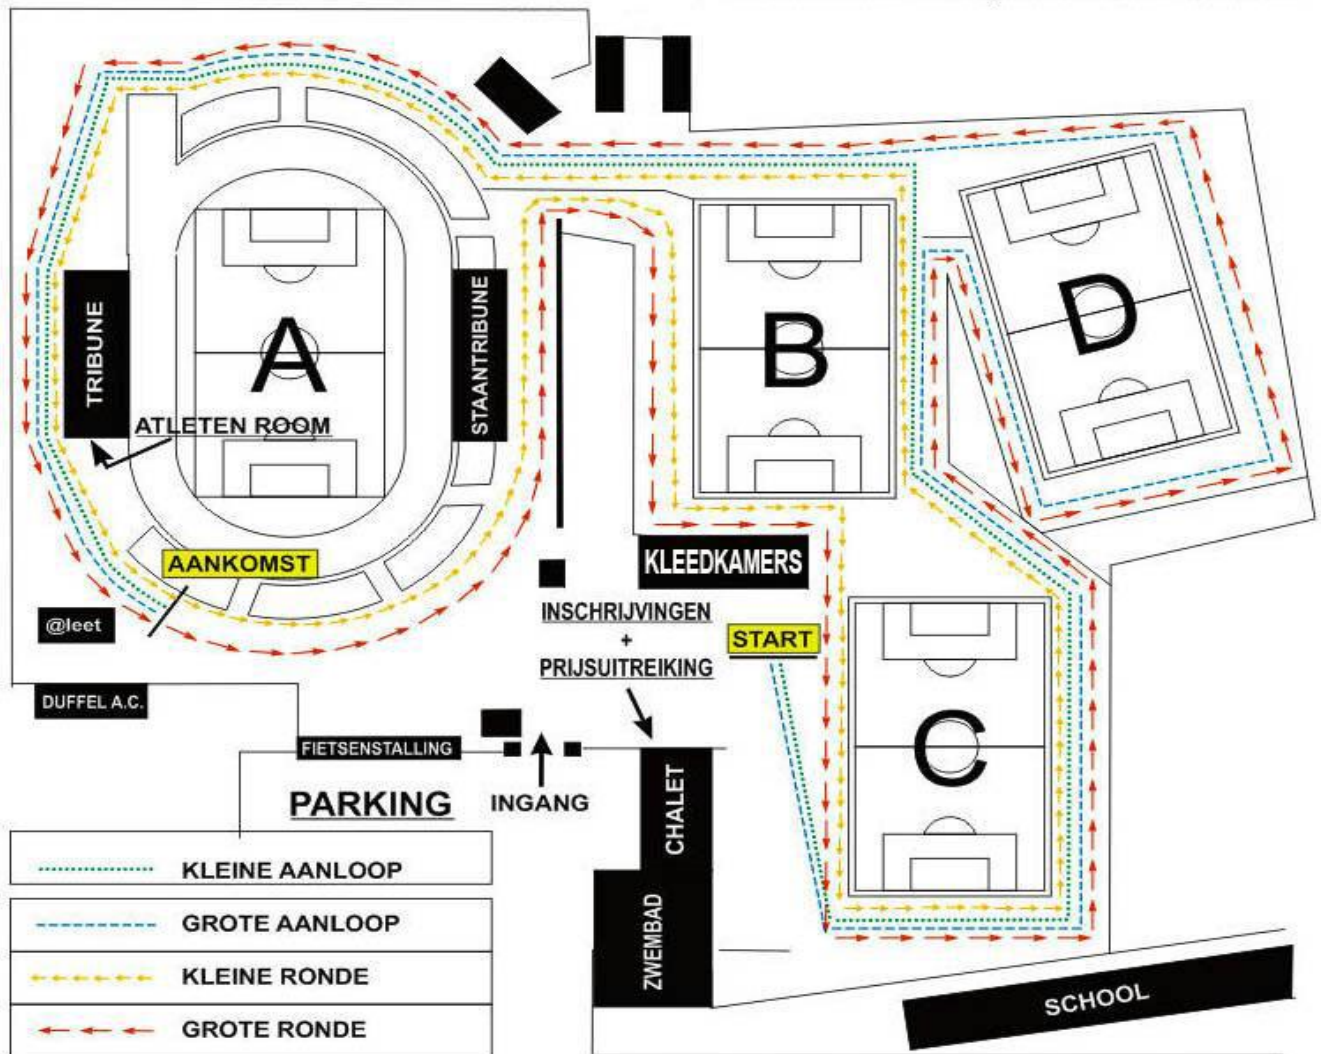 A
B
D
TRIBUNE
STAANTRIBUNE
ATLETEN ROOM
AANKOMST
KLEEDKAMERS
@leet
INSCHRIJVINGEN
+
PRIJSUITREIKING
START
DUFFEL A.C.
C
FIETSENSTALLING
PARKING
INGANG
CHALET
ZWEMBAD
KLEINE AANLOOP
GROTE AANLOOP
KLEINE RONDE
GROTE RONDE
SCHOOL